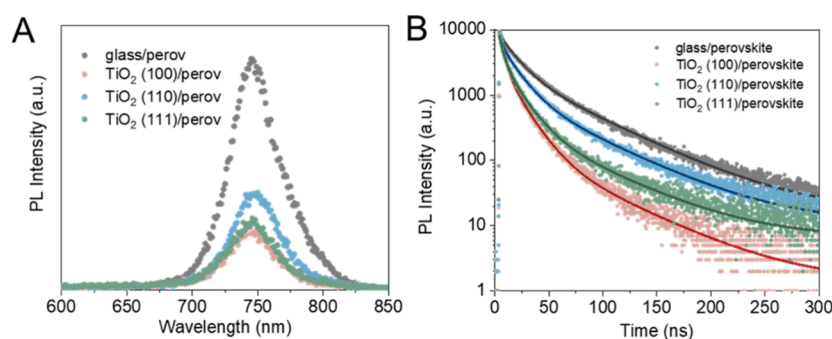 A
glass/perov
TiO₂ (100)/perov
TiO₂ (110)/perov
TiO₂ (111)/perov
PL Intensity (a.u.)
600 650 700 750 800 850
Wavelength (nm)
B
10000
1000
100
10
1
glass/perovskite
TiO₂ (100)/perovskite
TiO₂ (110)/perovskite
TiO₂ (111)/perovskite
PL Intensity (a.u.)
0 50 100 150 200 250 300
Time (ns)